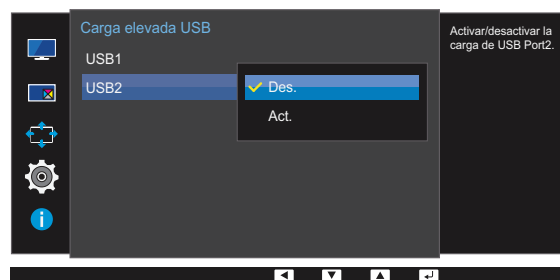 Carga elevada USB
USB1
USB2
Des.
Act.
Activar/desactivar la
carga de USB Port2.